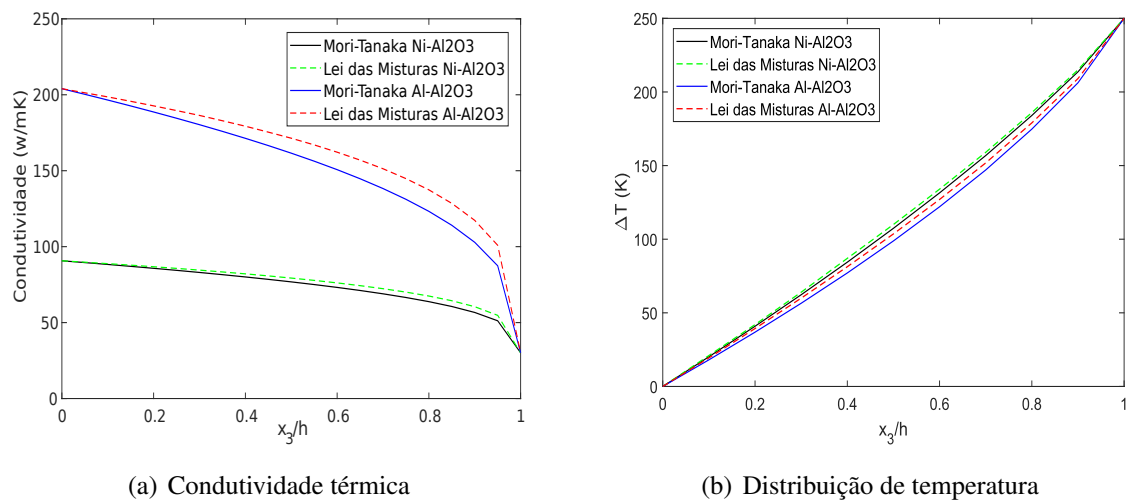 250
200
150
100
50
0
Condutividade (w/mK)
Mori-Tanaka Ni-Al2O3
Lei das Misturas Ni-Al2O3
Mori-Tanaka Al-Al2O3
Lei das Misturas Al-Al2O3
0 0.2 0.4 0.6 0.8 1
x3/h
(a) Condutividade térmica
250
200
150
100
50
0
ΔT (K)
Mori-Tanaka Ni-Al2O3
Lei das Misturas Ni-Al2O3
Mori-Tanaka Al-Al2O3
Lei das Misturas Al-Al2O3
0 0.2 0.4 0.6 0.8 1
x3/h
(b) Distribuição de temperatura